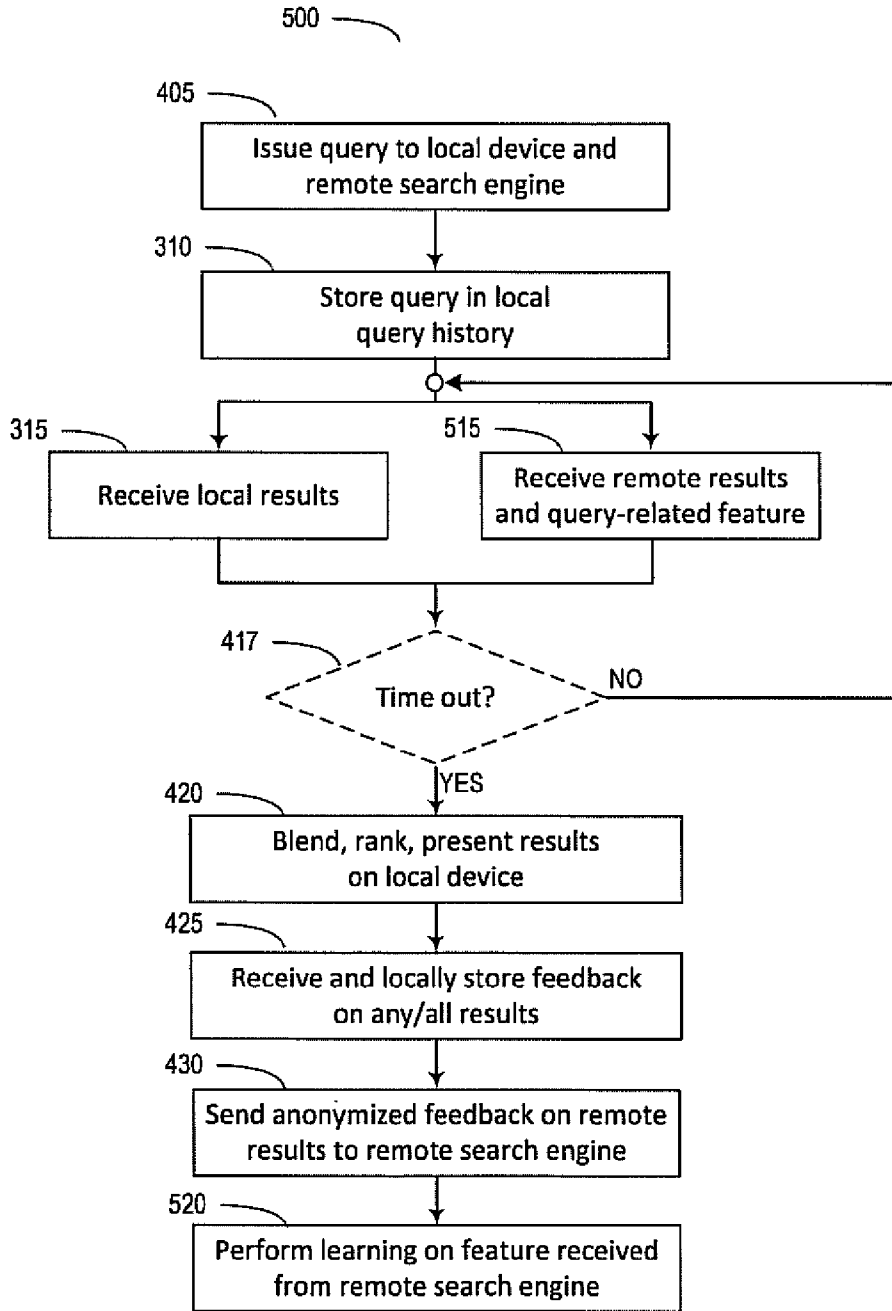 500
405
Issue query to local device and
remote search engine
310
Store query in local
query history
315
Receive local results
515
Receive remote results
and query-related feature
417
Time out?
NO
YES
420
Blend, rank, present results
on local device
425
Receive and locally store feedback
on any/all results
430
Send anonymized feedback on remote
results to remote search engine
520
Perform learning on feature received
from remote search engine